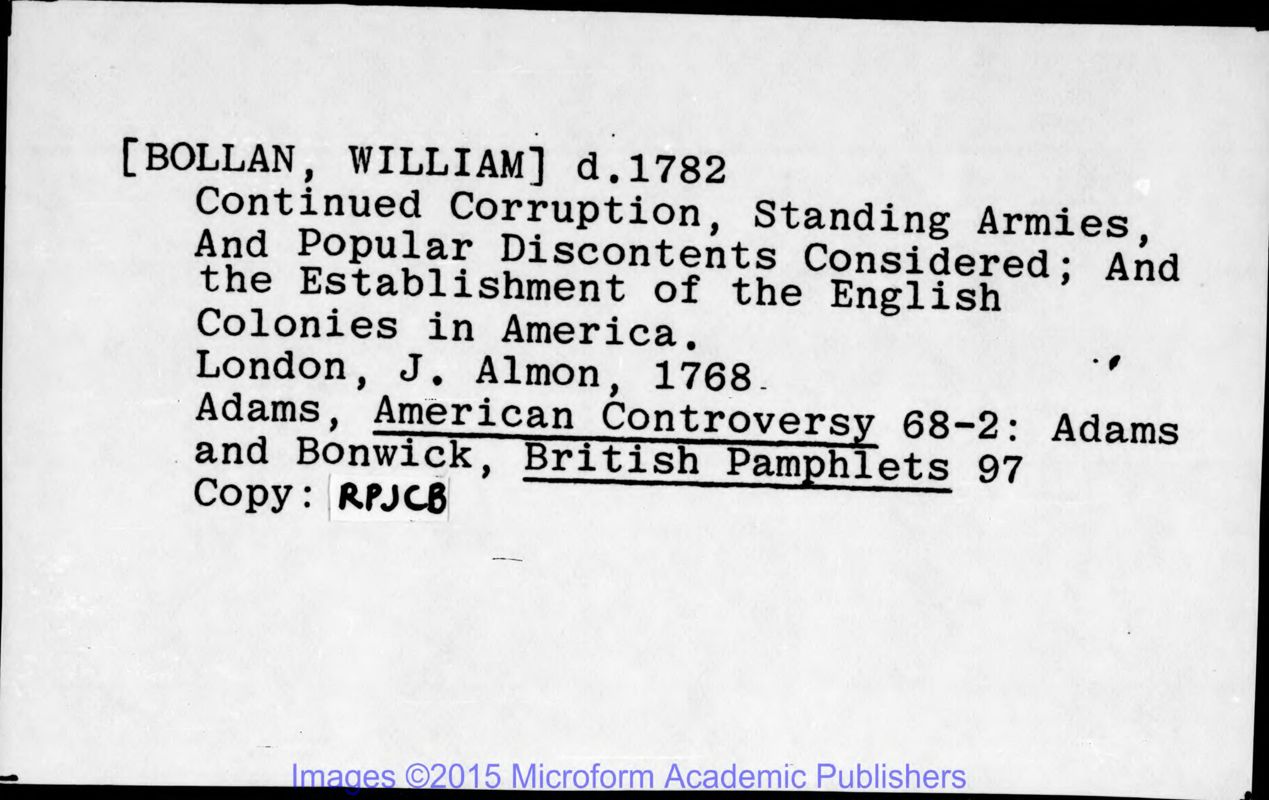 [BOLLAN, WILLIAM] d.1782
Continued Corruption, Standing Armies,
And Popular Discontents Considered; And
the Establishment of the English
Colonies in America.
London, J. Almon, 1768.
Adams, American Controversy 68-2: Adams
and Bonwick, British Pamphlets 97
Copy: RPJCB
Images ©2015 Microform Academic Publishers